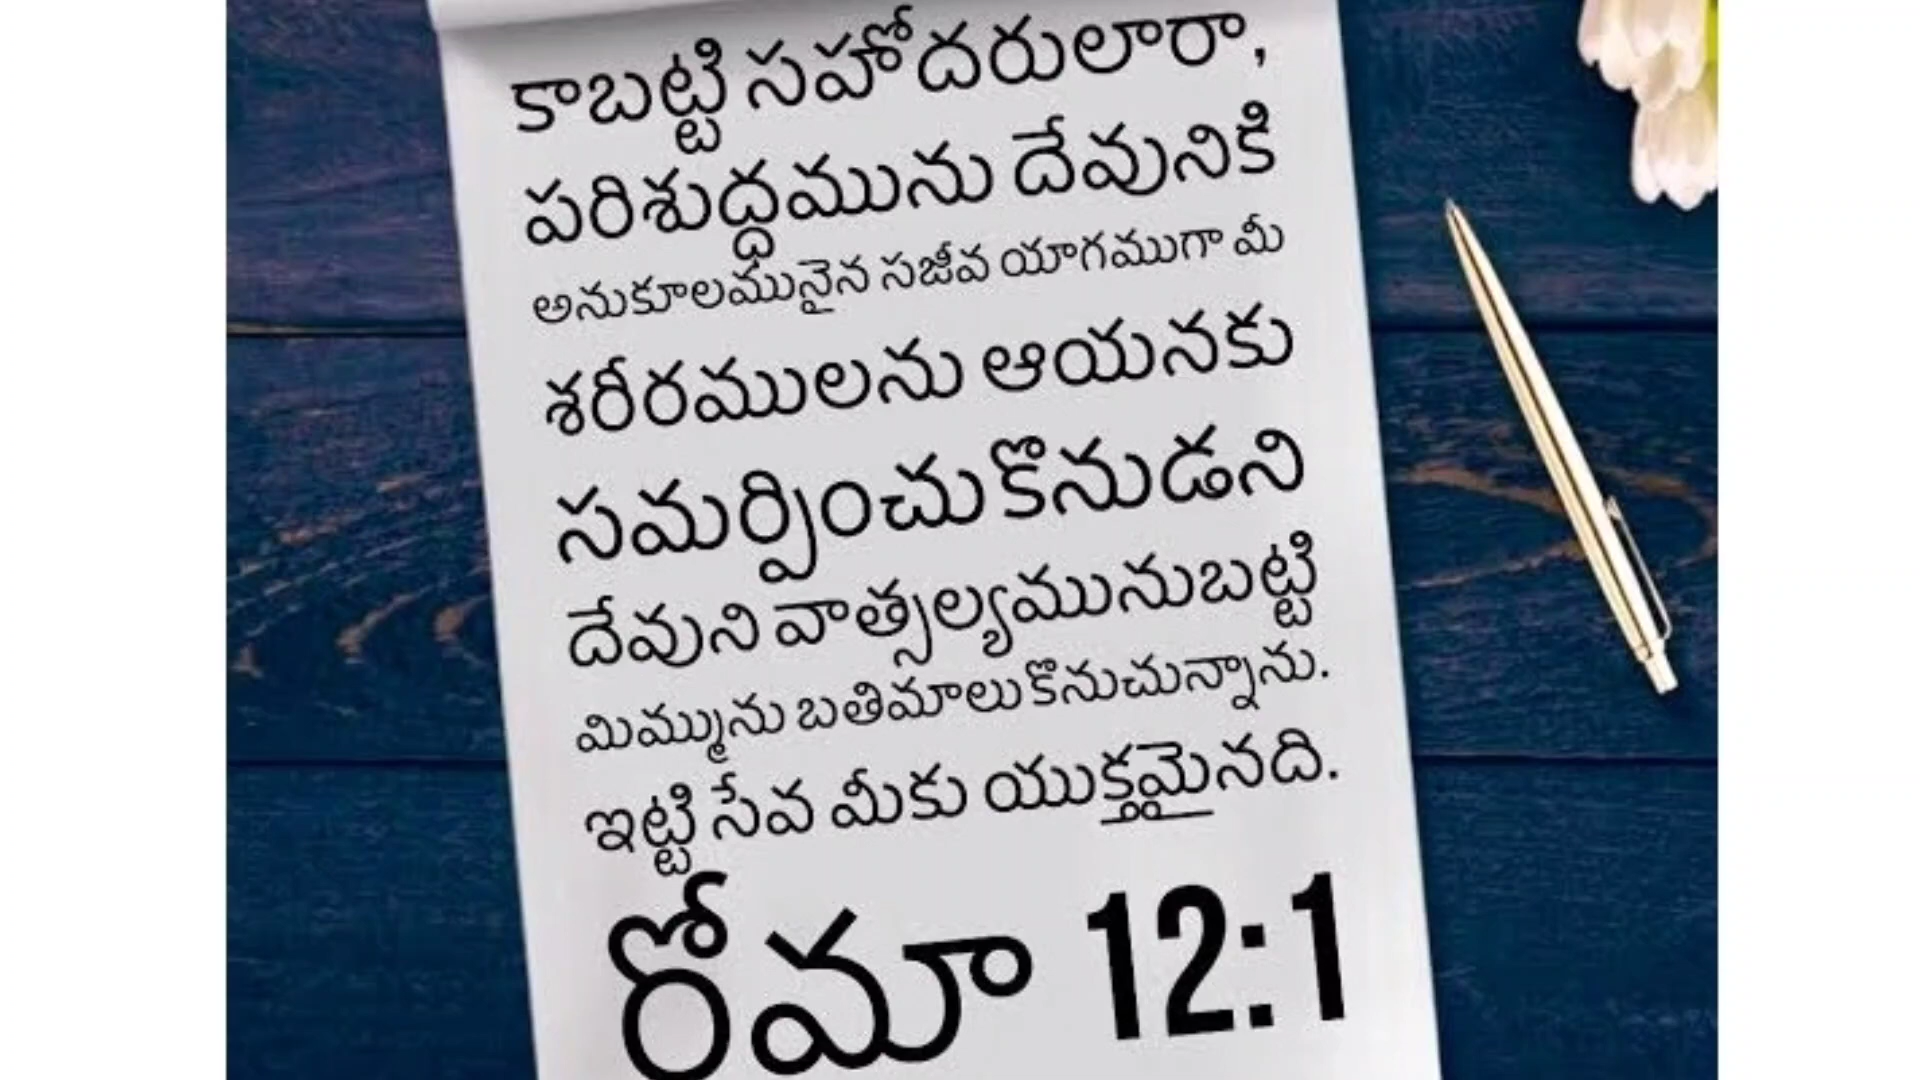 కాబట్టి సహోదరులారా,
పరిశుద్ధమును దేవునికి
అనుకూలమునైన సజీవ యాగముగా మీ
శరీరములను ఆయనకు
సమర్పించుకొనుడని
దేవుని వాత్సల్యమునుబట్టి
మిమ్మును బతిమాలుకొనుచున్నాను.
ఇట్టి సేవ మీకు యుక్తమైనది.
రోమా 12:1